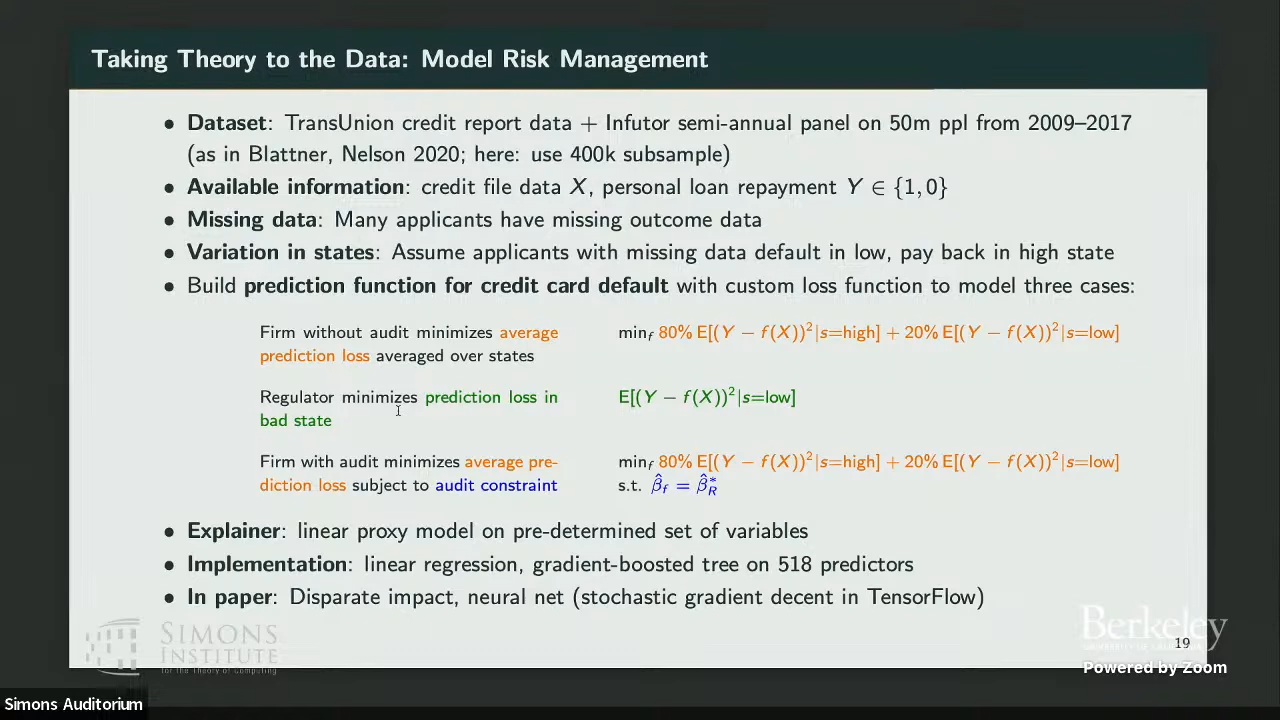 Taking Theory to the Data: Model Risk Management
• Dataset: TransUnion credit report data + Infutor semi-annual panel on 50m ppl from 2009–2017
(as in Blattner, Nelson 2020; here: use 400k subsample)
• Available information: credit file data X, personal loan repayment Y ∈ {1, 0}
• Missing data: Many applicants have missing outcome data
• Variation in states: Assume applicants with missing data default in low, pay back in high state
• Build prediction function for credit card default with custom loss function to model three cases:
Firm without audit minimizes average
prediction loss averaged over states
min_f 80% E[(Y − f(X))²|s=high] + 20% E[(Y − f(X))²|s=low]
Regulator minimizes prediction loss in
bad state
E[(Y − f(X))²|s=low]
Firm with audit minimizes average pre-
diction loss subject to audit constraint
min_f 80% E[(Y − f(X))²|s=high] + 20% E[(Y − f(X))²|s=low]
s.t. β̂_f = β̂*_R
• Explainer: linear proxy model on pre-determined set of variables
• Implementation: linear regression, gradient-boosted tree on 518 predictors
• In paper: Disparate impact, neural net (stochastic gradient decent in TensorFlow)
SIMONS
INSTITUTE
for the Theory of Computing
Berkeley
19
Powered by Zoom
Simons Auditorium